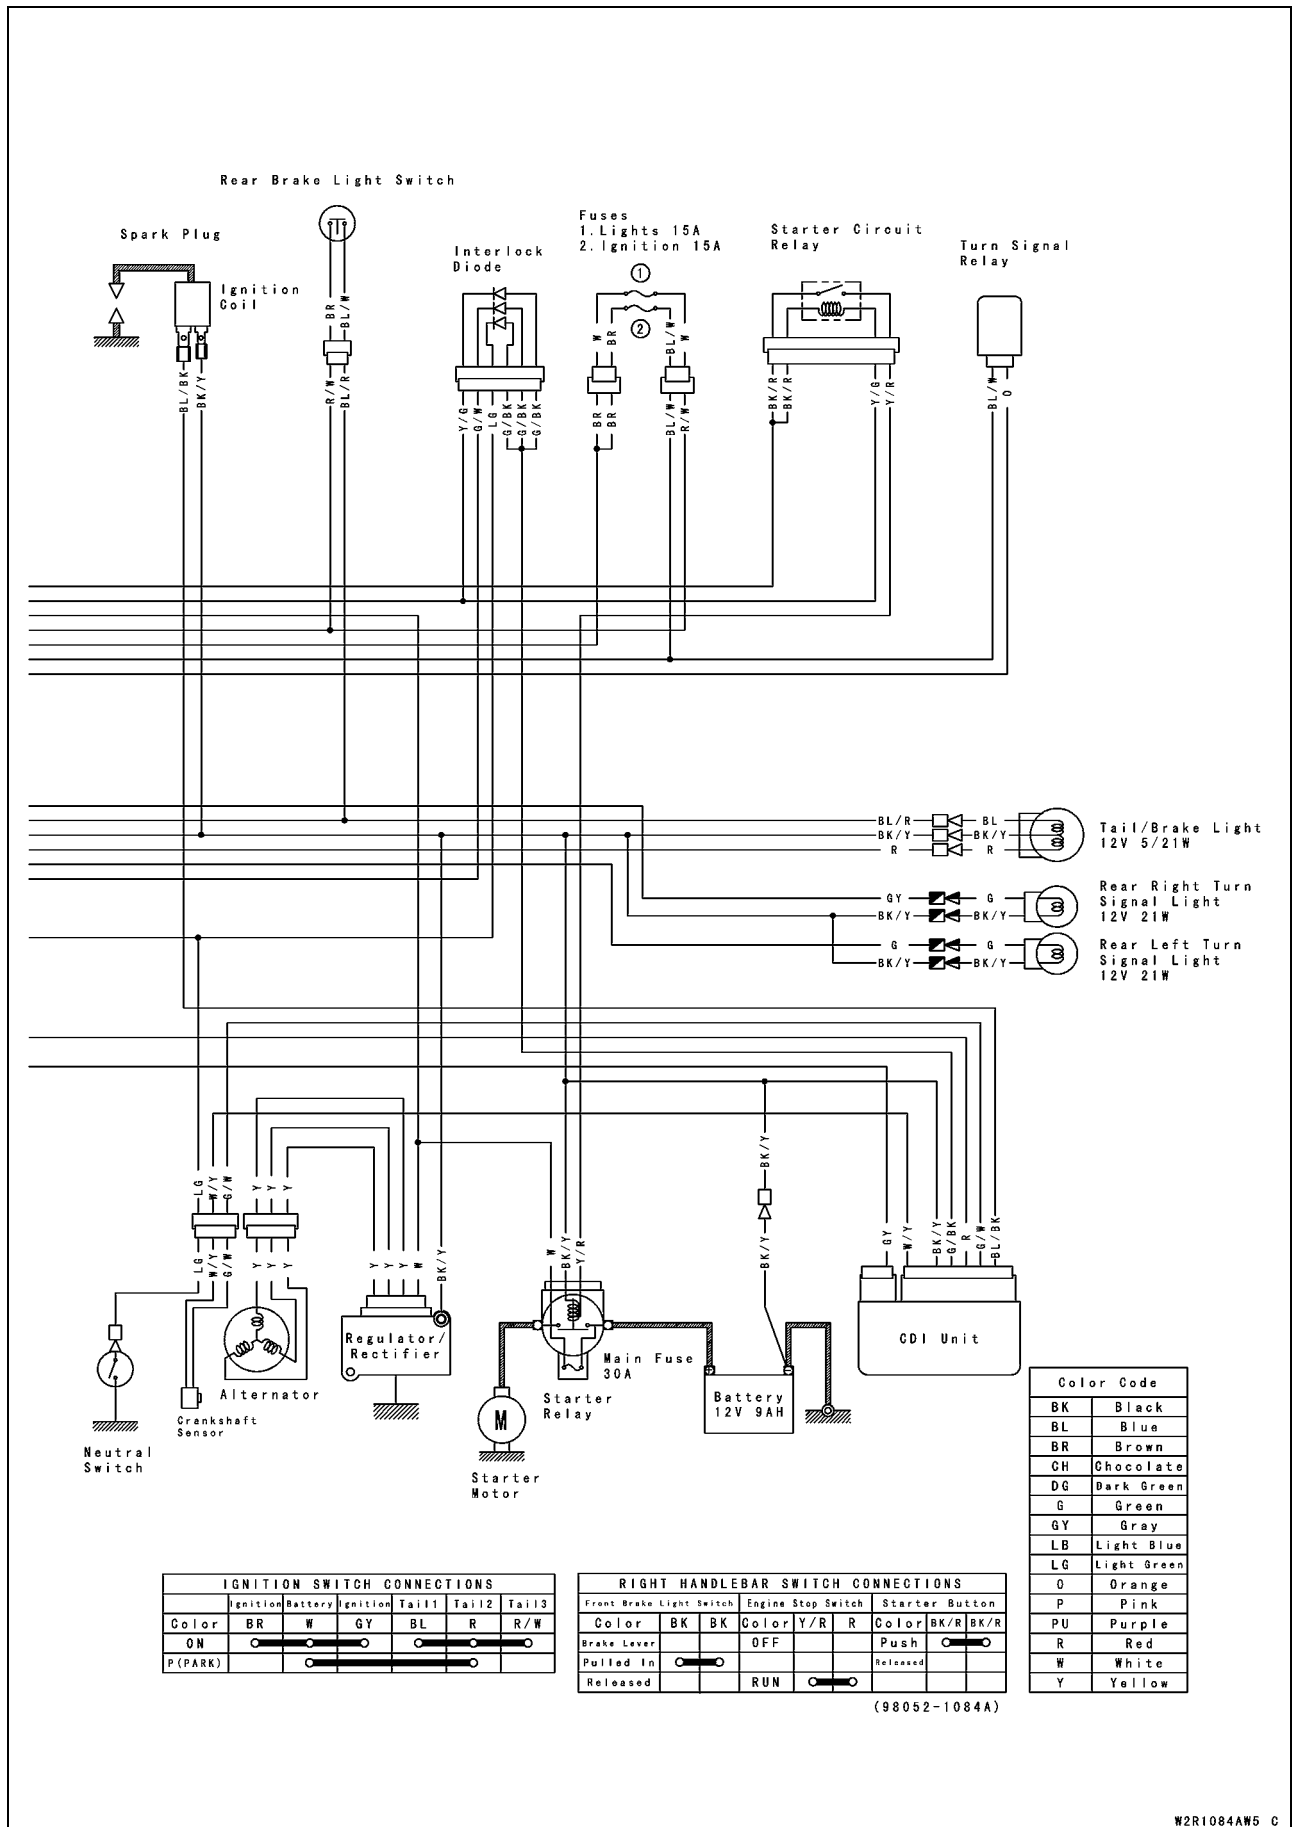 Rear Brake Light Switch
Spark Plug
Ignition
Coil
Interlock
Diode
Fuses
1.Lights 15A
2.Ignition 15A
1
2
Starter Circuit
Relay
Turn Signal
Relay
BR
BL/W
W
BR
BL/W
W
BL/BK
BK/Y
R/W
BL/R
Y/G
G/W
LG
G/BK
G/BK
G/BK
BR
BR
BL/W
R/W
BK/R
BK/R
Y/G
Y/R
BL/W
O
BL/R
BL
BK/Y
BK/Y
R
R
Tail/Brake Light
12V 5/21W
GY
G
BK/Y
BK/Y
Rear Right Turn
Signal Light
12V 21W
G
G
BK/Y
BK/Y
Rear Left Turn
Signal Light
12V 21W
LG
W/Y
G/W
Y
Y
Y
BK/Y
LG
W/Y
G/W
Y
Y
Y
Y
Y
Y
W
BK/Y
W
BK/Y
Y/R
BK/Y
GY
W/Y
BK/Y
G/BK
R
G/W
BL/BK
Regulator/
Rectifier
CDI Unit
Main Fuse
30A
Alternator
Starter
Relay
Battery
12V 9AH
M
Crankshaft
Sensor
Neutral
Switch
Starter
Motor
Color Code
BK Black
BL Blue
BR Brown
CH Chocolate
DG Dark Green
G Green
GY Gray
LB Light Blue
LG Light Green
O Orange
P Pink
PU Purple
R Red
W White
Y Yellow
IGNITION SWITCH CONNECTIONS
Ignition Battery Ignition Tail1 Tail2 Tail3
Color BR W GY BL R R/W
ON
P(PARK)
RIGHT HANDLEBAR SWITCH CONNECTIONS
Front Brake Light Switch Engine Stop Switch Starter Button
Color BK BK Color Y/R R Color BK/R BK/R
Brake Lever OFF Push
Pulled In Released
Released RUN
(98052-1084A)
W2R1084AW5 C